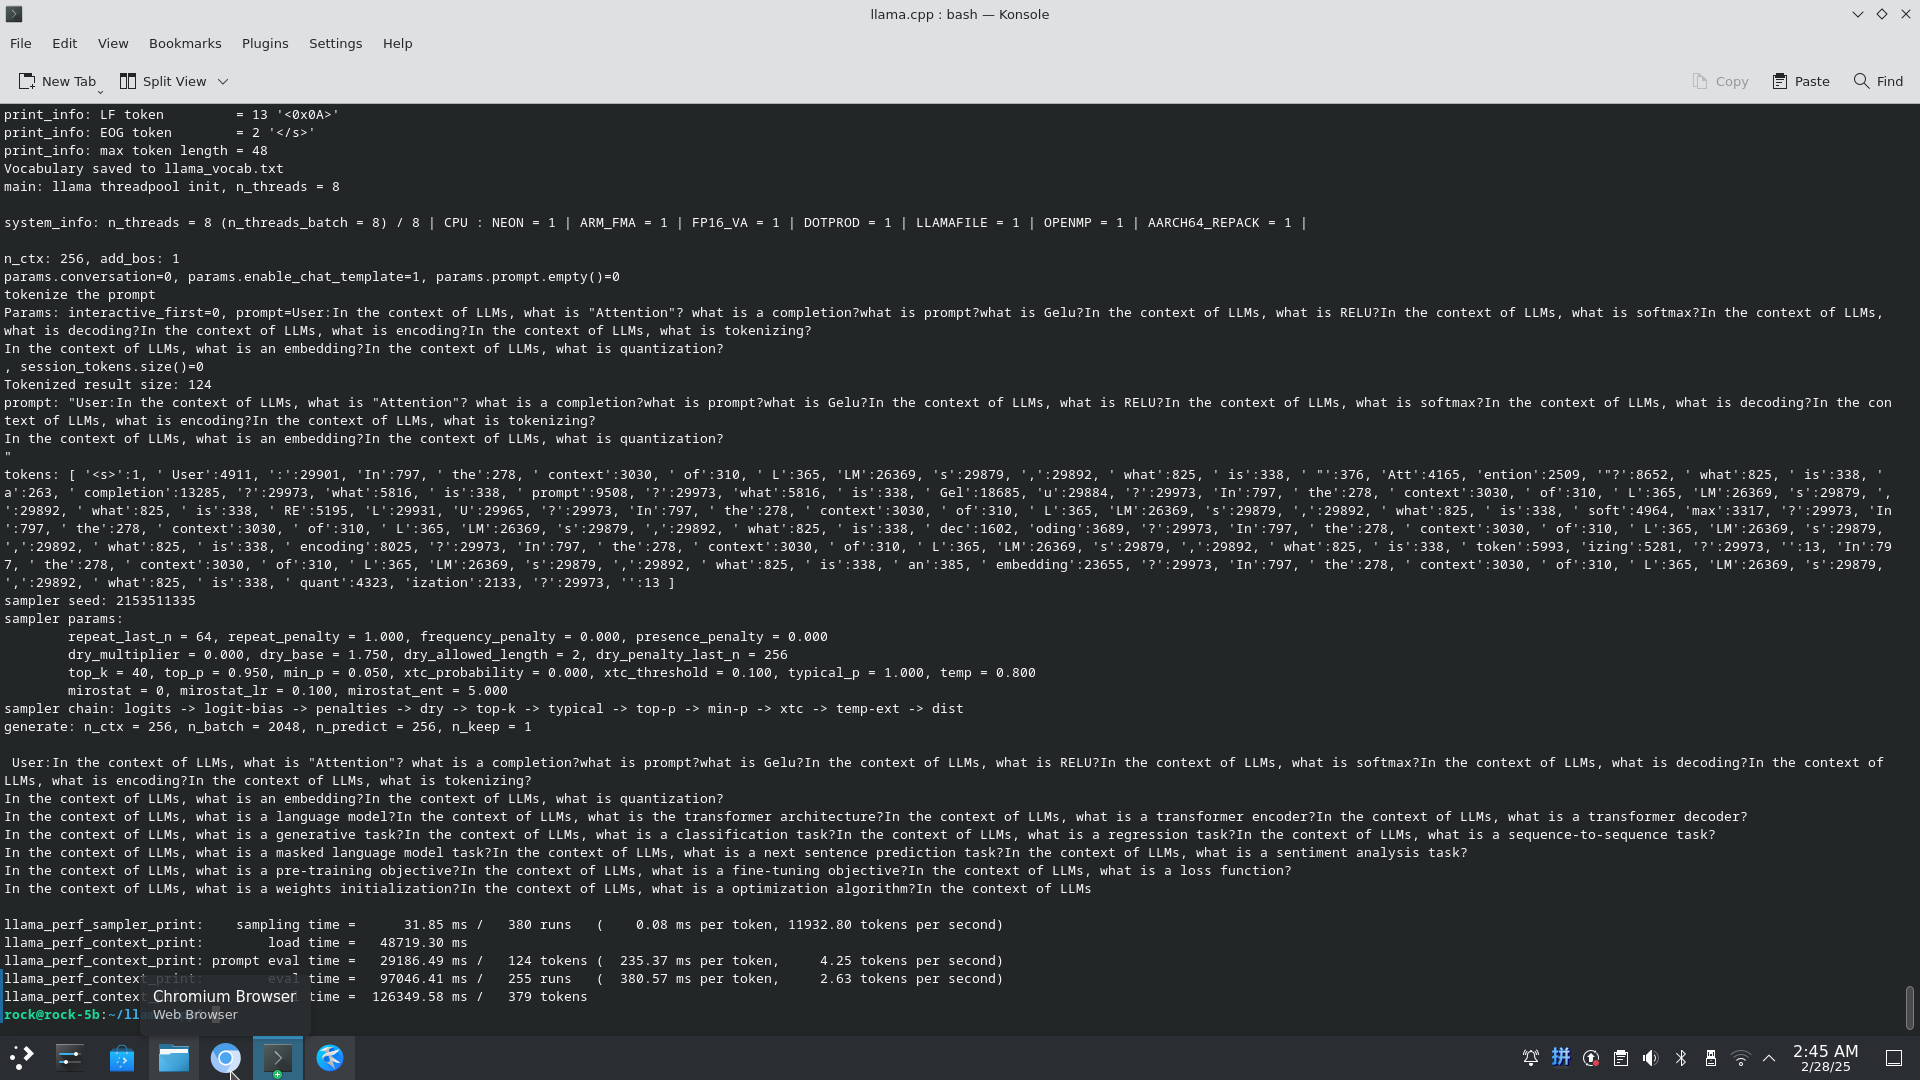 llama.cpp : bash — Konsole
File Edit View Bookmarks Plugins Settings Help
New Tab Split View Copy Paste Find
print_info: LF token         = 13 '<0x0A>'
print_info: EOG token        = 2 '</s>'
print_info: max token length = 48
Vocabulary saved to llama_vocab.txt
main: llama threadpool init, n_threads = 8
system_info: n_threads = 8 (n_threads_batch = 8) / 8 | CPU : NEON = 1 | ARM_FMA = 1 | FP16_VA = 1 | DOTPROD = 1 | LLAMAFILE = 1 | OPENMP = 1 | AARCH64_REPACK = 1 |
n_ctx: 256, add_bos: 1
params.conversation=0, params.enable_chat_template=1, params.prompt.empty()=0
tokenize the prompt
Params: interactive_first=0, prompt=User:In the context of LLMs, what is "Attention"? what is a completion?what is prompt?what is Gelu?In the context of LLMs, what is RELU?In the context of LLMs, what is softmax?In the context of LLMs,
what is decoding?In the context of LLMs, what is encoding?In the context of LLMs, what is tokenizing?
In the context of LLMs, what is an embedding?In the context of LLMs, what is quantization?
, session_tokens.size()=0
Tokenized result size: 124
prompt: "User:In the context of LLMs, what is "Attention"? what is a completion?what is prompt?what is Gelu?In the context of LLMs, what is RELU?In the context of LLMs, what is softmax?In the context of LLMs, what is decoding?In the con
text of LLMs, what is encoding?In the context of LLMs, what is tokenizing?
In the context of LLMs, what is an embedding?In the context of LLMs, what is quantization?
"
tokens: [ '<s>':1, ' User':4911, ':':29901, 'In':797, ' the':278, ' context':3030, ' of':310, ' L':365, 'LM':26369, 's':29879, ',':29892, ' what':825, ' is':338, ' "':376, 'Att':4165, 'ention':2509, '"?':8652, ' what':825, ' is':338, '
a':263, ' completion':13285, '?':29973, 'what':5816, ' is':338, ' prompt':9508, '?':29973, 'what':5816, ' is':338, ' Gel':18685, 'u':29884, '?':29973, 'In':797, ' the':278, ' context':3030, ' of':310, ' L':365, 'LM':26369, 's':29879, ',
':29892, ' what':825, ' is':338, ' RE':5195, 'L':29931, 'U':29965, '?':29973, 'In':797, ' the':278, ' context':3030, ' of':310, ' L':365, 'LM':26369, 's':29879, ',':29892, ' what':825, ' is':338, ' soft':4964, 'max':3317, '?':29973, 'In
':797, ' the':278, ' context':3030, ' of':310, ' L':365, 'LM':26369, 's':29879, ',':29892, ' what':825, ' is':338, ' dec':1602, 'oding':3689, '?':29973, 'In':797, ' the':278, ' context':3030, ' of':310, ' L':365, 'LM':26369, 's':29879,
',':29892, ' what':825, ' is':338, ' encoding':8025, '?':29973, 'In':797, ' the':278, ' context':3030, ' of':310, ' L':365, 'LM':26369, 's':29879, ',':29892, ' what':825, ' is':338, ' token':5993, 'izing':5281, '?':29973, '':13, 'In':79
7, ' the':278, ' context':3030, ' of':310, ' L':365, 'LM':26369, 's':29879, ',':29892, ' what':825, ' is':338, ' an':385, ' embedding':23655, '?':29973, 'In':797, ' the':278, ' context':3030, ' of':310, ' L':365, 'LM':26369, 's':29879,
',':29892, ' what':825, ' is':338, ' quant':4323, 'ization':2133, '?':29973, '':13 ]
sampler seed: 2153511335
sampler params:
repeat_last_n = 64, repeat_penalty = 1.000, frequency_penalty = 0.000, presence_penalty = 0.000
dry_multiplier = 0.000, dry_base = 1.750, dry_allowed_length = 2, dry_penalty_last_n = 256
top_k = 40, top_p = 0.950, min_p = 0.050, xtc_probability = 0.000, xtc_threshold = 0.100, typical_p = 1.000, temp = 0.800
mirostat = 0, mirostat_lr = 0.100, mirostat_ent = 5.000
sampler chain: logits -> logit-bias -> penalties -> dry -> top-k -> typical -> top-p -> min-p -> xtc -> temp-ext -> dist
generate: n_ctx = 256, n_batch = 2048, n_predict = 256, n_keep = 1
User:In the context of LLMs, what is "Attention"? what is a completion?what is prompt?what is Gelu?In the context of LLMs, what is RELU?In the context of LLMs, what is softmax?In the context of LLMs, what is decoding?In the context of
LLMs, what is encoding?In the context of LLMs, what is tokenizing?
In the context of LLMs, what is an embedding?In the context of LLMs, what is quantization?
In the context of LLMs, what is a language model?In the context of LLMs, what is the transformer architecture?In the context of LLMs, what is a transformer encoder?In the context of LLMs, what is a transformer decoder?
In the context of LLMs, what is a generative task?In the context of LLMs, what is a classification task?In the context of LLMs, what is a regression task?In the context of LLMs, what is a sequence-to-sequence task?
In the context of LLMs, what is a masked language model task?In the context of LLMs, what is a next sentence prediction task?In the context of LLMs, what is a sentiment analysis task?
In the context of LLMs, what is a pre-training objective?In the context of LLMs, what is a fine-tuning objective?In the context of LLMs, what is a loss function?
In the context of LLMs, what is a weights initialization?In the context of LLMs, what is a optimization algorithm?In the context of LLMs
llama_perf_sampler_print:    sampling time =      31.85 ms /   380 runs   (    0.08 ms per token, 11932.80 tokens per second)
llama_perf_context_print:        load time =   48719.30 ms
llama_perf_context_print: prompt eval time =   29186.49 ms /   124 tokens (  235.37 ms per token,     4.25 tokens per second)
llama_perf_context_print:        eval time =   97046.41 ms /   255 runs   (  380.57 ms per token,     2.63 tokens per second)
llama_perf_context time =  126349.58 ms /   379 tokens
Chromium Browser
rock@rock-5b:~/ll
Web Browser
拼
2:45 AM
2/28/25